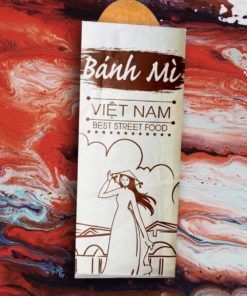 Bánh Mì
VIỆT NAM
BEST STREET FOOD